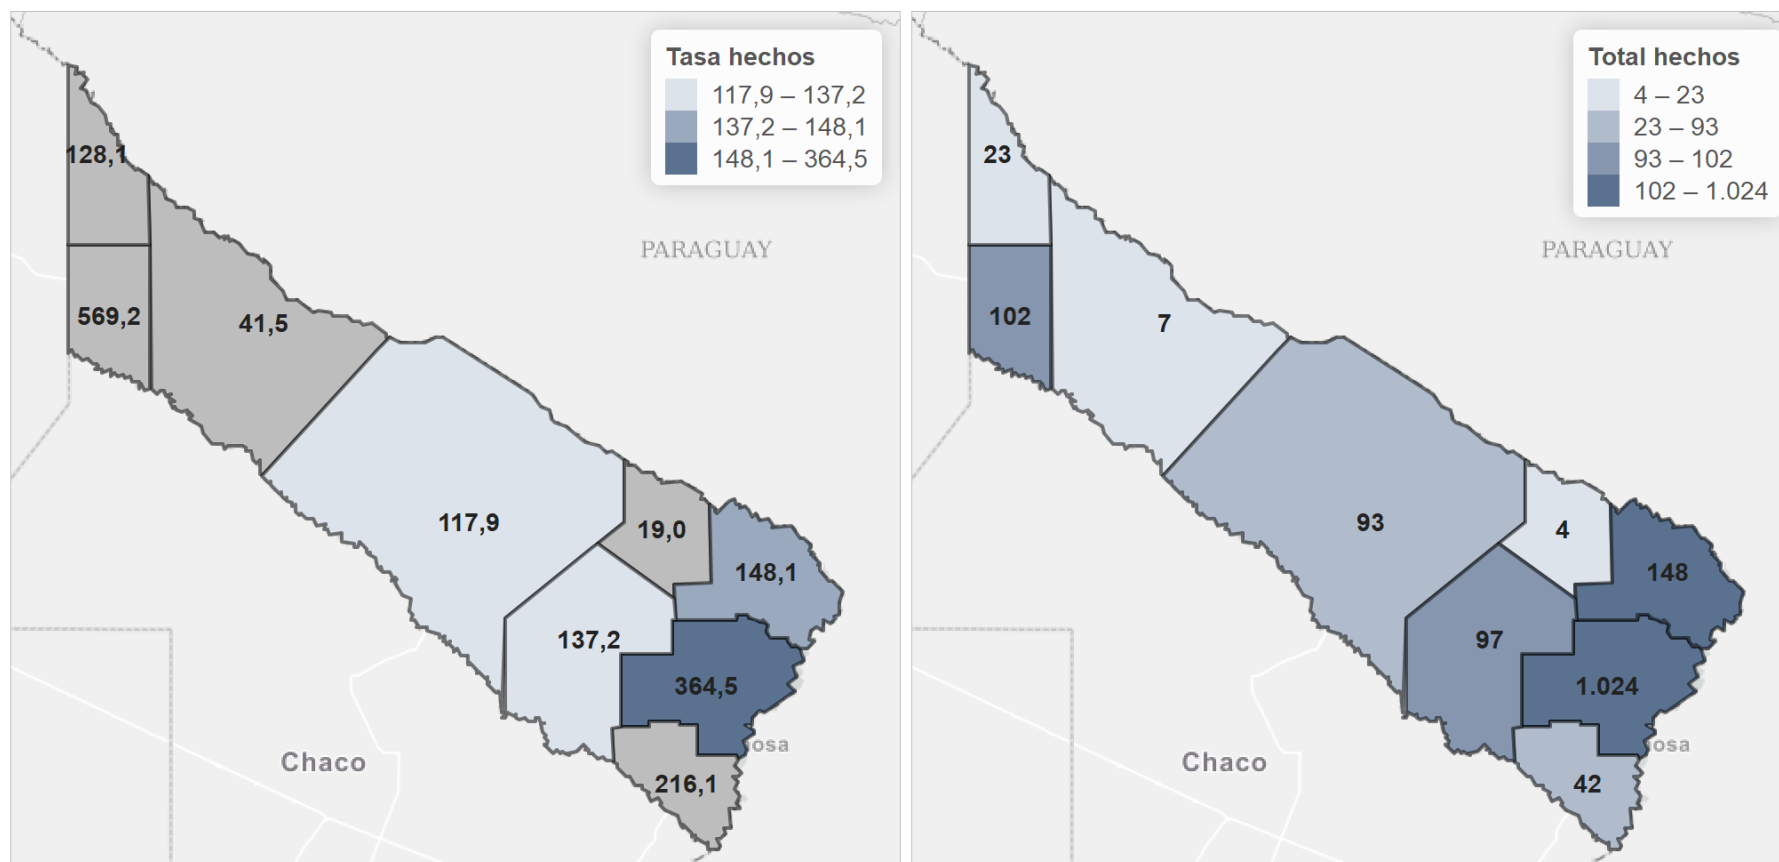 Tasa hechos
117,9 – 137,2
137,2 – 148,1
148,1 – 364,5
128,1
PARAGUAY
569,2
41,5
117,9
19,0
148,1
137,2
364,5
osa
Chaco
216,1
Total hechos
4 – 23
23 – 93
93 – 102
102 – 1.024
23
PARAGUAY
102
7
93
4
148
97
1.024
osa
Chaco
42